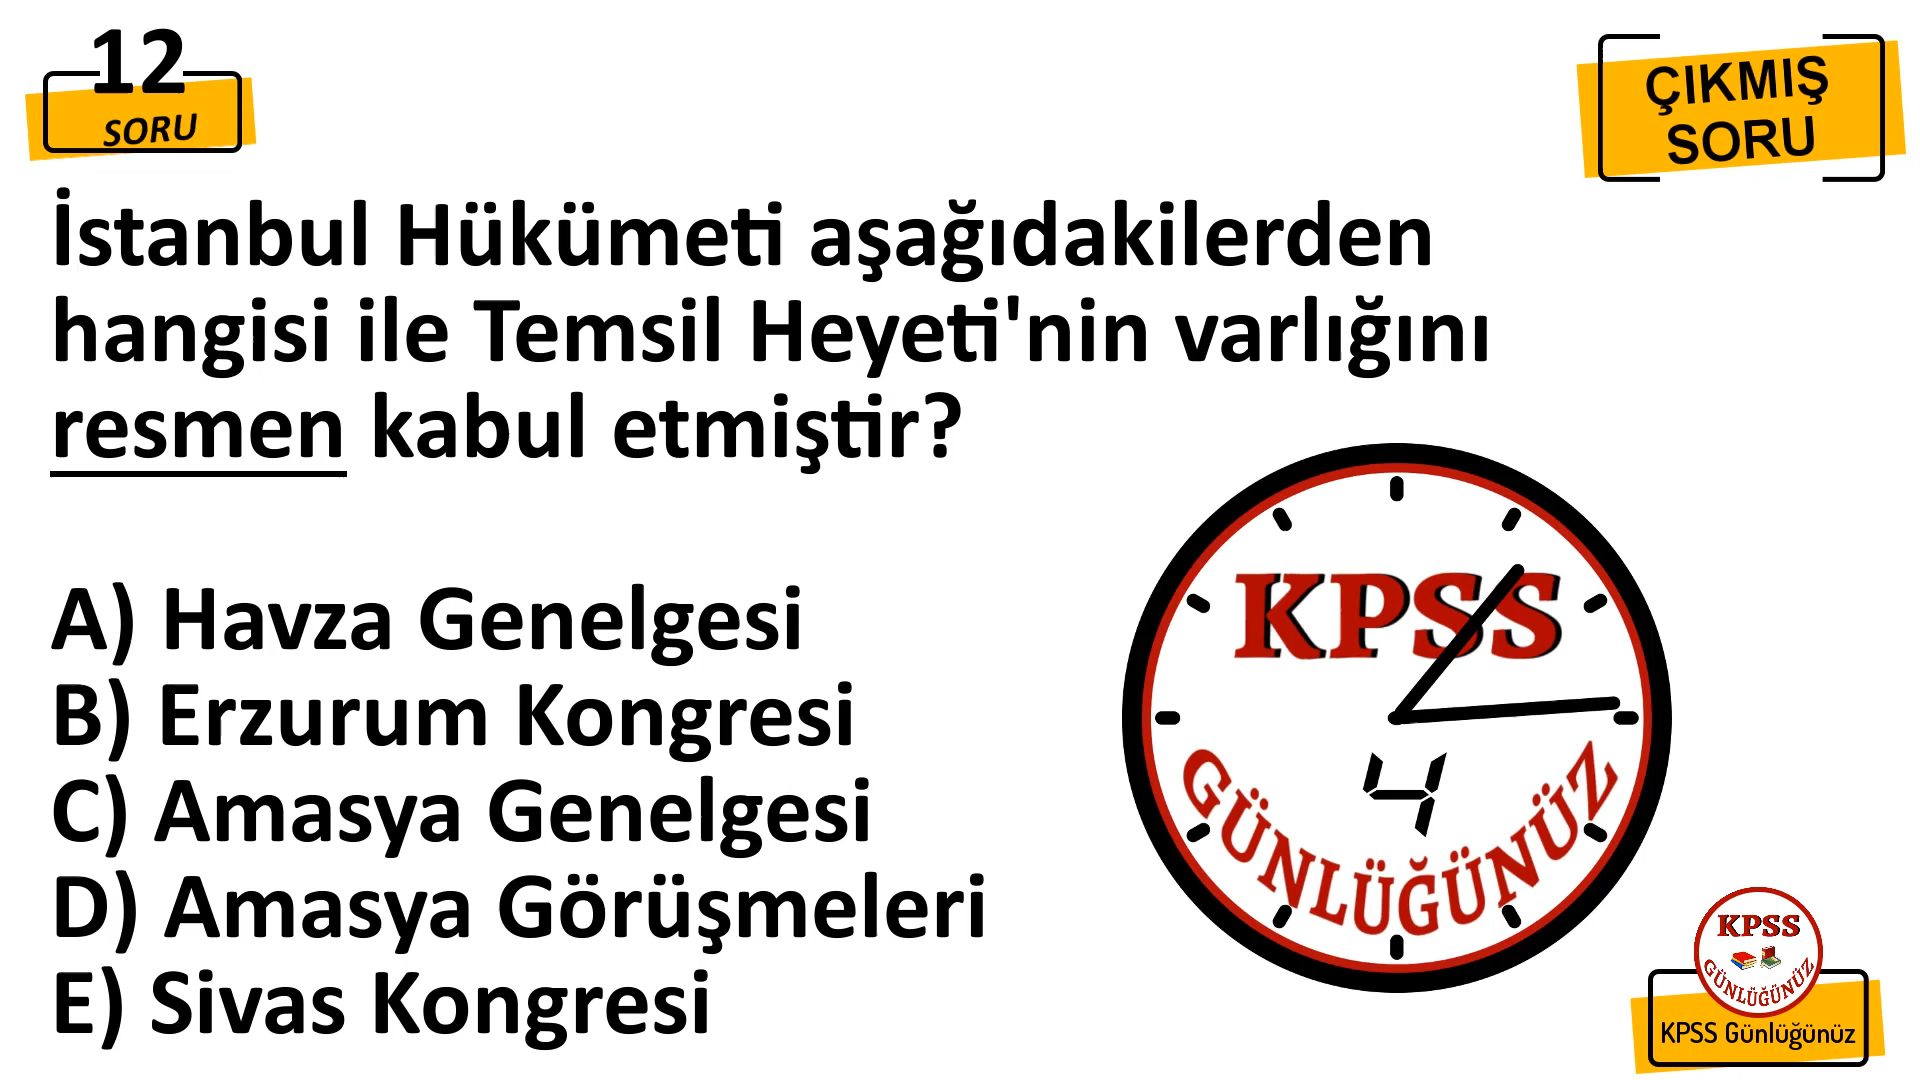 12
SORU
ÇIKMIŞ
SORU
İstanbul Hükümeti aşağıdakilerden
hangisi ile Temsil Heyeti'nin varlığını
resmen kabul etmiştir?
A) Havza Genelgesi
B) Erzurum Kongresi
C) Amasya Genelgesi
D) Amasya Görüşmeleri
E) Sivas Kongresi
KPSS
4
GÜNLÜĞÜNÜZ
KPSS
GÜNLÜĞÜNÜZ
KPSS Günlüğünüz